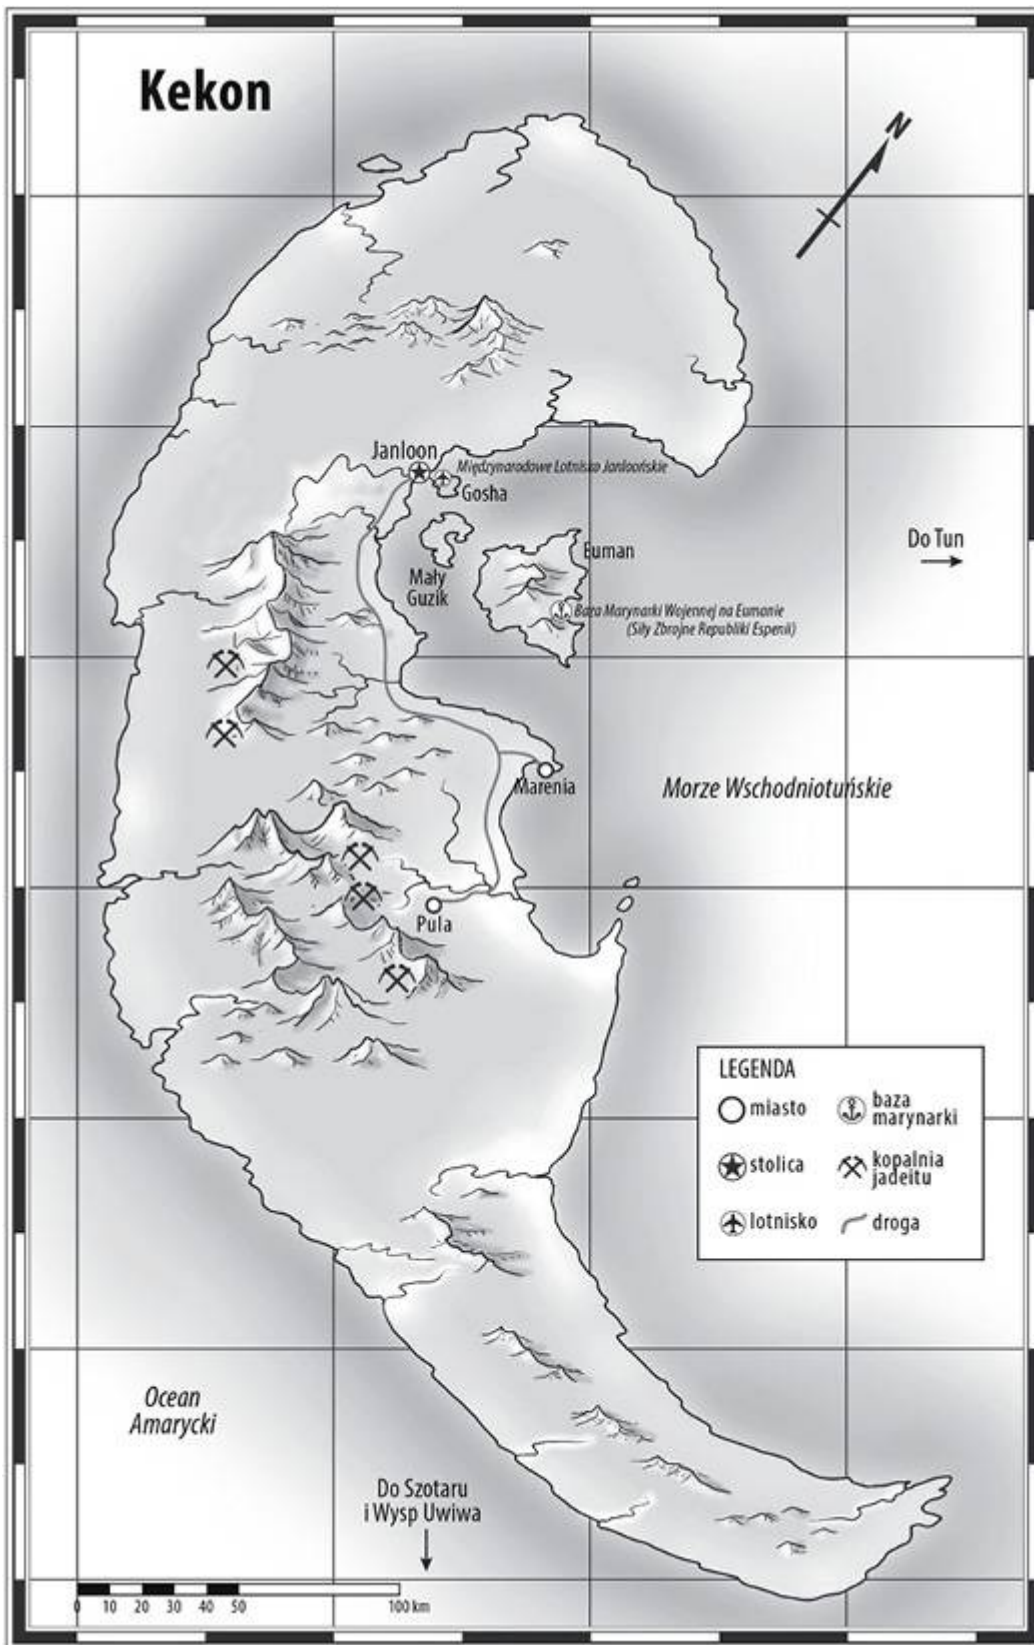 Kekon
N
Janloon
Międzynarodowe Lotnisko Janloońskie
Gosha
Mały
Guzik
Euman
Baza Marynarki Wojennej na Eumanie
(Siły Zbrojne Republiki Espenii)
Do Tun
Marenia
Morze Wschodniotuńskie
Pula
LEGENDA
miasto
baza
marynarki
stolica
kopalnia
jadeitu
lotnisko
droga
Ocean
Amarycki
Do Szotaru
i Wysp Uwiwa
0 10 20 30 40 50 100 km